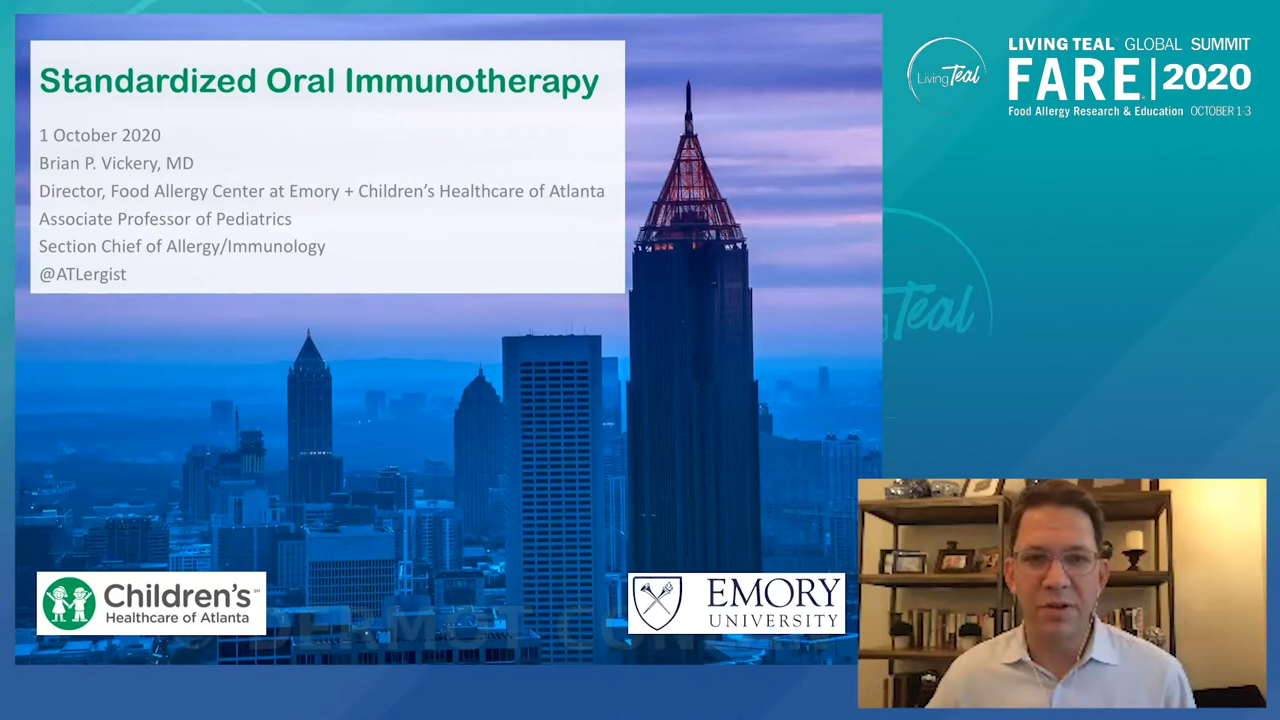 Standardized Oral Immunotherapy
1 October 2020
Brian P. Vickery, MD
Director, Food Allergy Center at Emory + Children's Healthcare of Atlanta
Associate Professor of Pediatrics
Section Chief of Allergy/Immunology
@ATLergist
Children's SM
Healthcare of Atlanta
EMORY
UNIVERSITY
Living Teal
LIVING TEAL GLOBAL SUMMIT
FARE | 2020
Food Allergy Research & Education OCTOBER 1-3
Teal